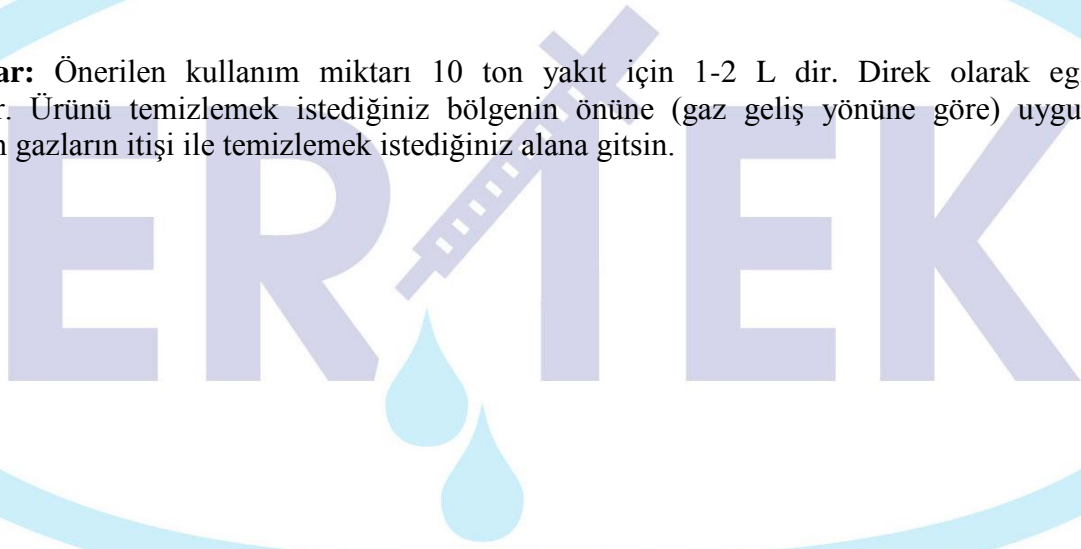 ar: Önerilen kullanım miktarı 10 ton yakıt için 1-2 L dir. Direk olarak eg
r. Ürünü temizlemek istediğiniz bölgenin önüne (gaz geliş yönüne göre) uygu
n gazların itişi ile temizlemek istediğiniz alana gitsin.
ERTEK